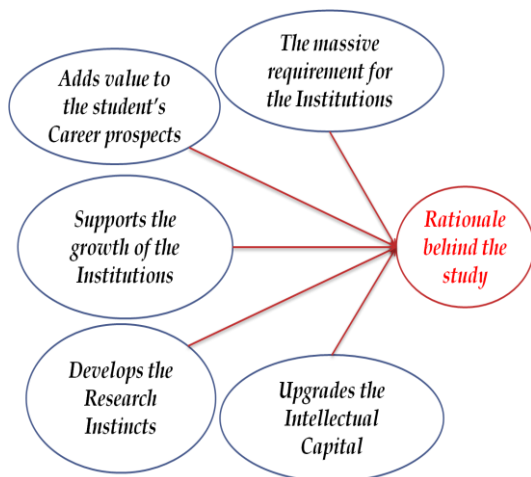 The massive
requirement for
the Institutions
Adds value to
the student's
Career prospects
Supports the
growth of the
Institutions
Rationale
behind the
study
Develops the
Research
Instincts
Upgrades the
Intellectual
Capital